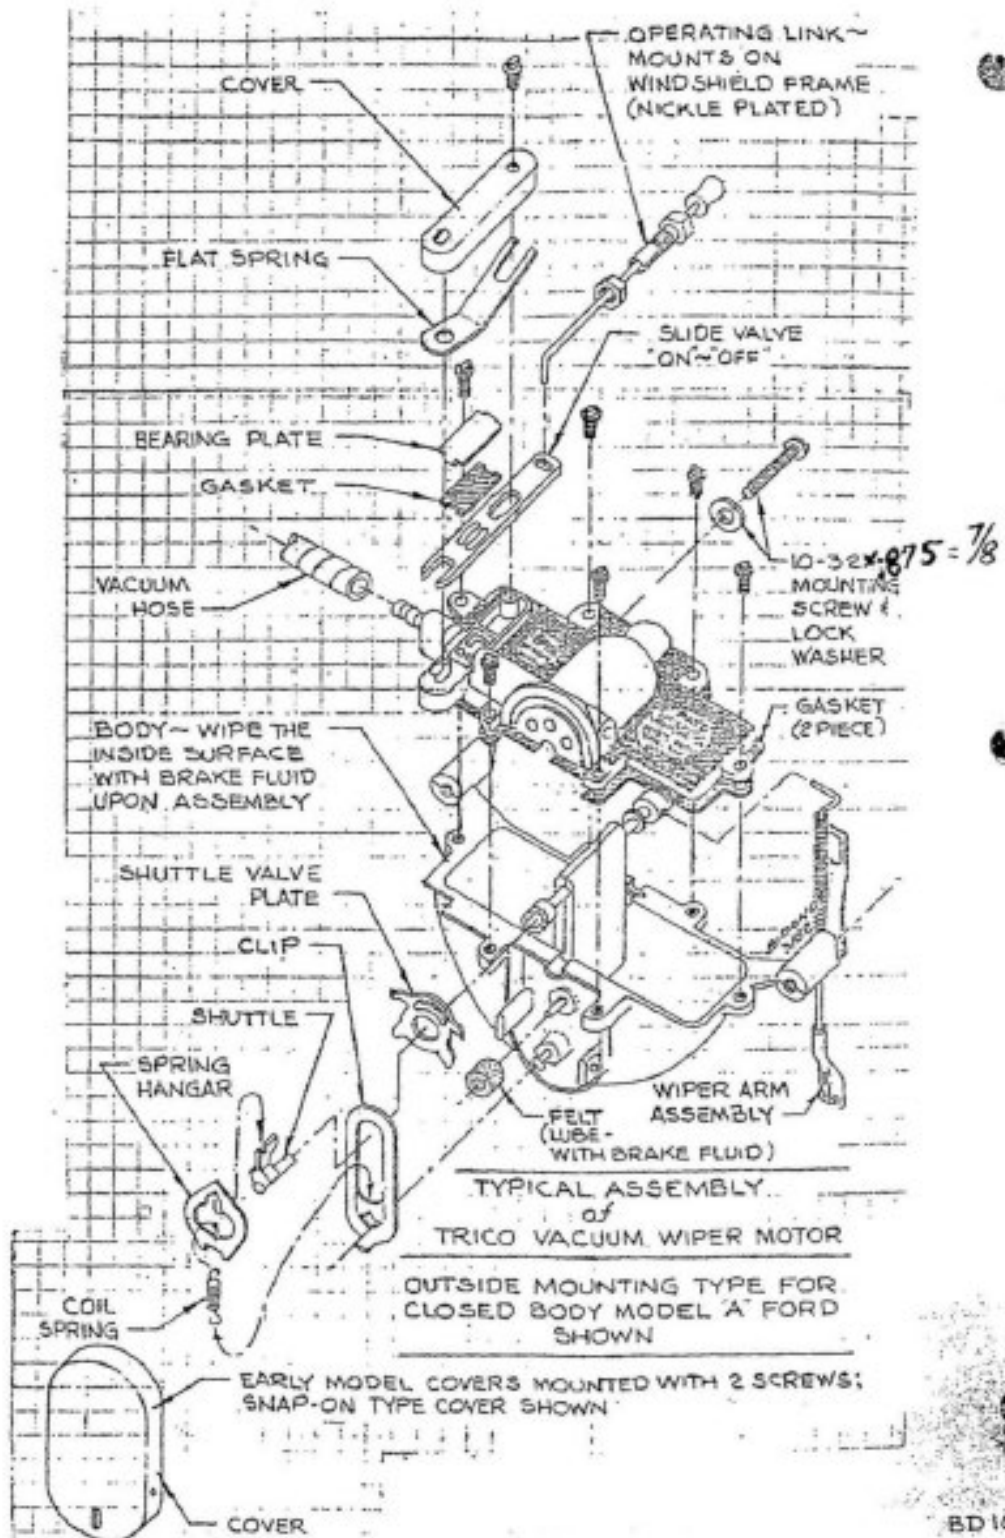 OPERATING LINK~
MOUNTS ON
WINDSHIELD FRAME
(NICKLE PLATED)
COVER
FLAT SPRING
SLIDE VALVE
"ON"~"OFF"
BEARING PLATE
GASKET
VACUUM
HOSE
10-32x.875 = 7/8
MOUNTING
SCREW &
LOCK
WASHER
GASKET
(2 PIECE)
BODY~ WIPE THE
INSIDE SURFACE
WITH BRAKE FLUID
UPON ASSEMBLY
SHUTTLE VALVE
PLATE
CLIP
SHUTTLE
SPRING
HANGAR
WIPER ARM
ASSEMBLY
FELT
(LUBE-
WITH BRAKE FLUID)
TYPICAL ASSEMBLY
of
TRICO VACUUM WIPER MOTOR
OUTSIDE MOUNTING TYPE FOR
CLOSED BODY MODEL "A" FORD
SHOWN
COIL
SPRING
EARLY MODEL COVERS MOUNTED WITH 2 SCREWS;
SNAP-ON TYPE COVER SHOWN
COVER